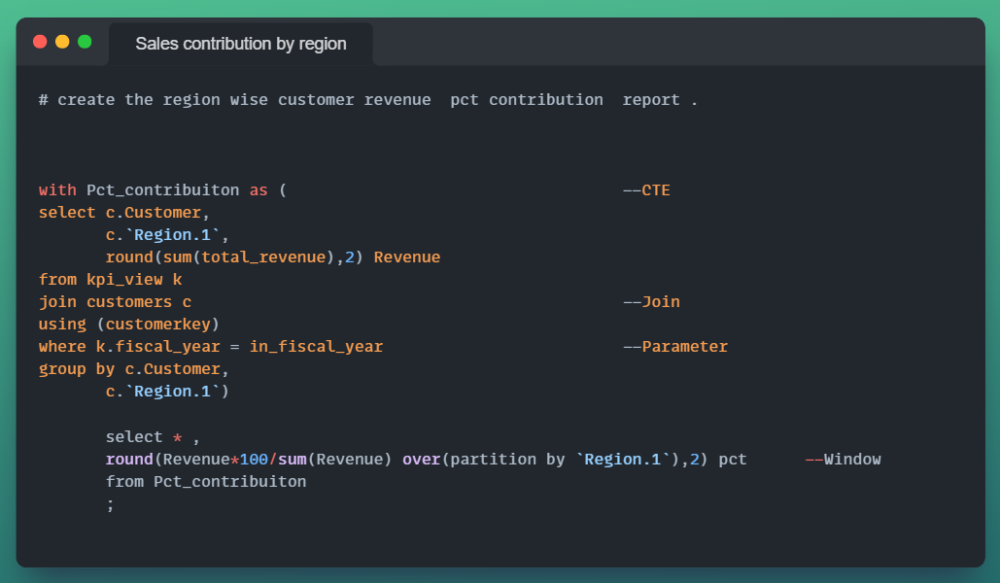 Sales contribution by region
# create the region wise customer revenue  pct contribution  report .
with Pct_contribuiton as (                                   --CTE
select c.Customer,
       c.`Region.1`,
       round(sum(total_revenue),2) Revenue
from kpi_view k
join customers c                                             --Join
using (customerkey)
where k.fiscal_year = in_fiscal_year                         --Parameter
group by c.Customer,
       c.`Region.1`)
       select * ,
       round(Revenue*100/sum(Revenue) over(partition by `Region.1`),2) pct      --Window
       from Pct_contribuiton
       ;